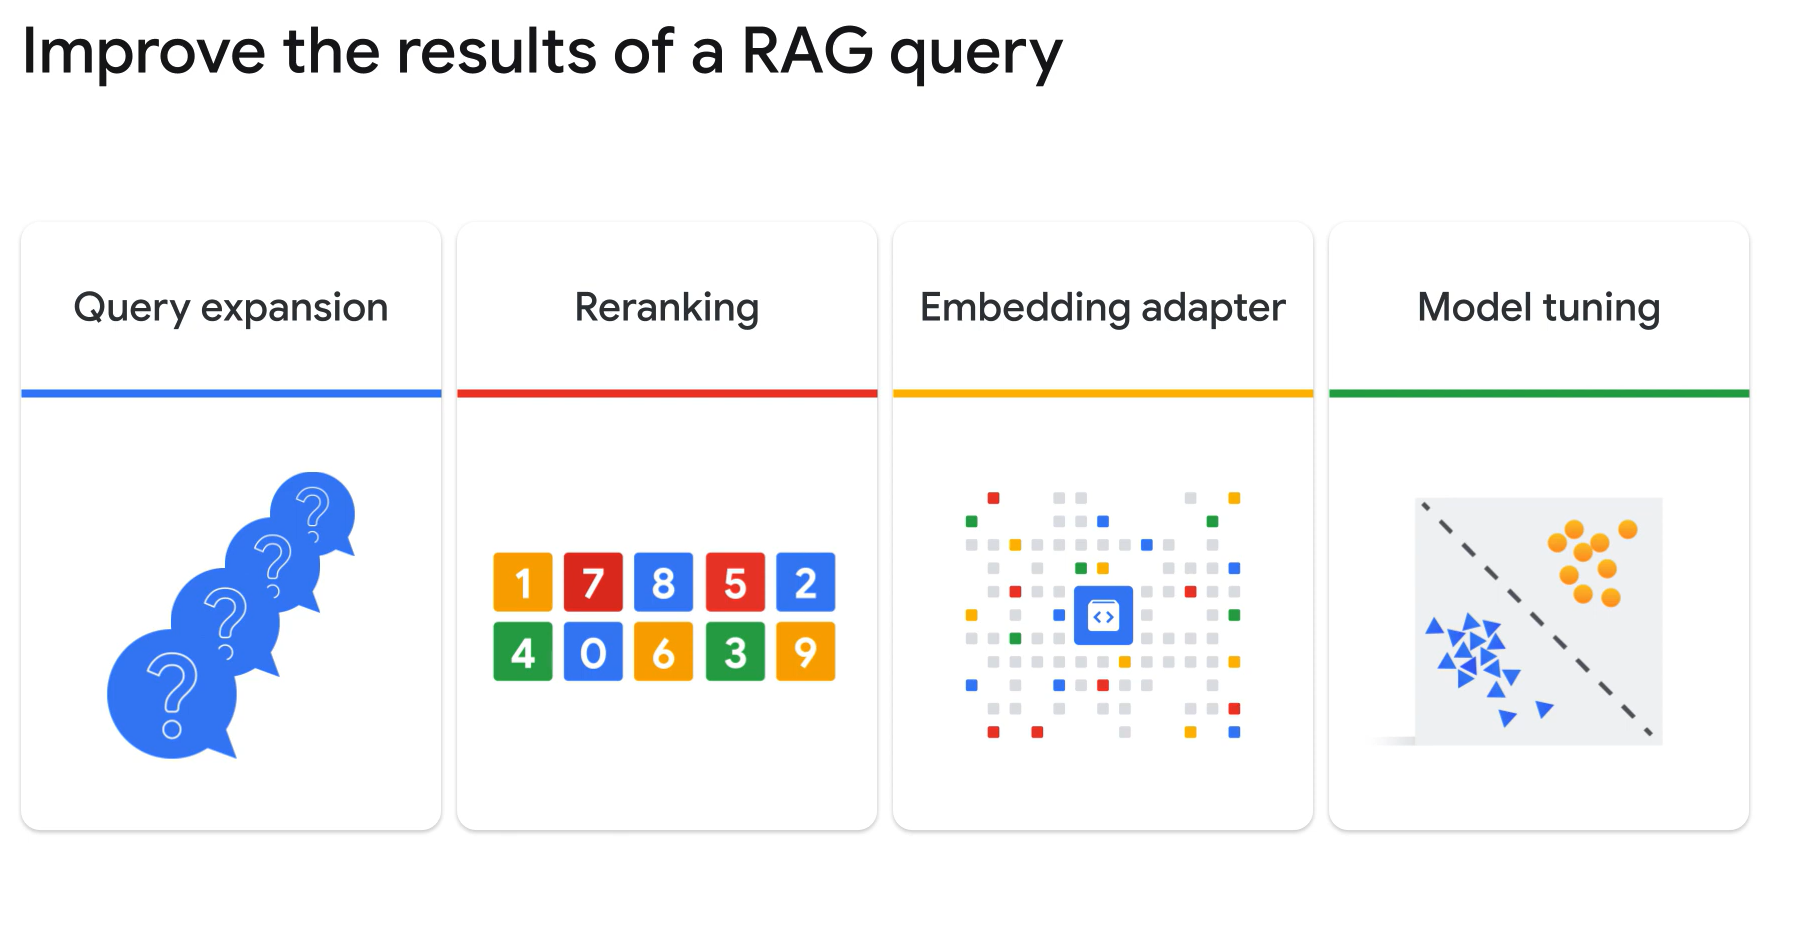 Improve the results of a RAG query
Query expansion
Reranking
Embedding adapter
Model tuning
? ? ? ?
1 7 8 5 2
4 0 6 3 9
<>